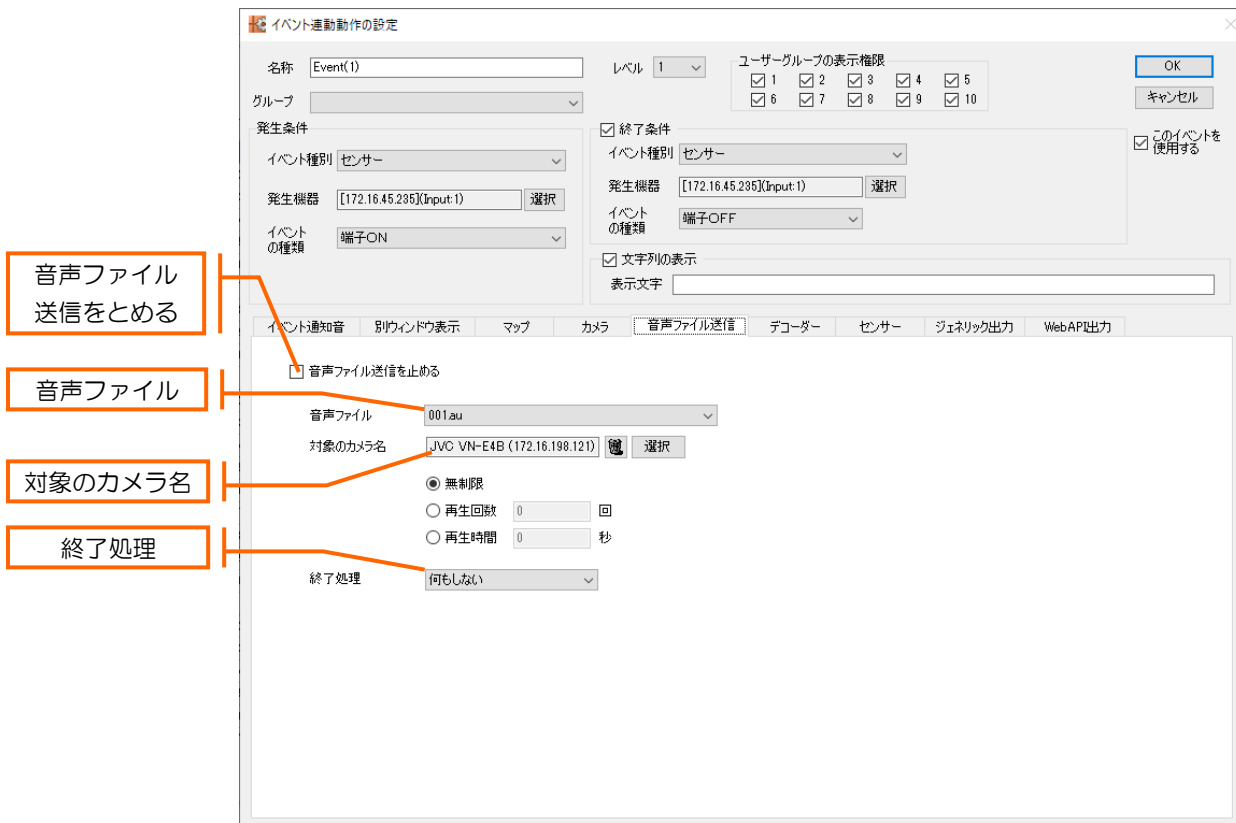 イベント連動動作の設定
名称 Event(1)
レベル 1
ユーザーグループの表示権限
1 2 3 4 5
6 7 8 9 10
OK
キャンセル
グループ
発生条件
イベント種別 センサー
発生機器 [172.16.45.235](Input:1) 選択
イベント
の種類
端子ON
終了条件
イベント種別 センサー
発生機器 [172.16.45.235](Input:1) 選択
イベント
の種類
端子OFF
このイベントを
使用する
文字列の表示
表示文字
イベント通知音 別ウィンドウ表示 マップ カメラ 音声ファイル送信 デコーダー センサー ジェネリック出力 WebAPI出力
音声ファイル
送信をとめる
音声ファイル送信を止める
音声ファイル
音声ファイル 001.au
対象のカメラ名
対象のカメラ名 JVC VN-E4B (172.16.198.121) 選択
無制限
再生回数 0 回
再生時間 0 秒
終了処理
終了処理 何もしない